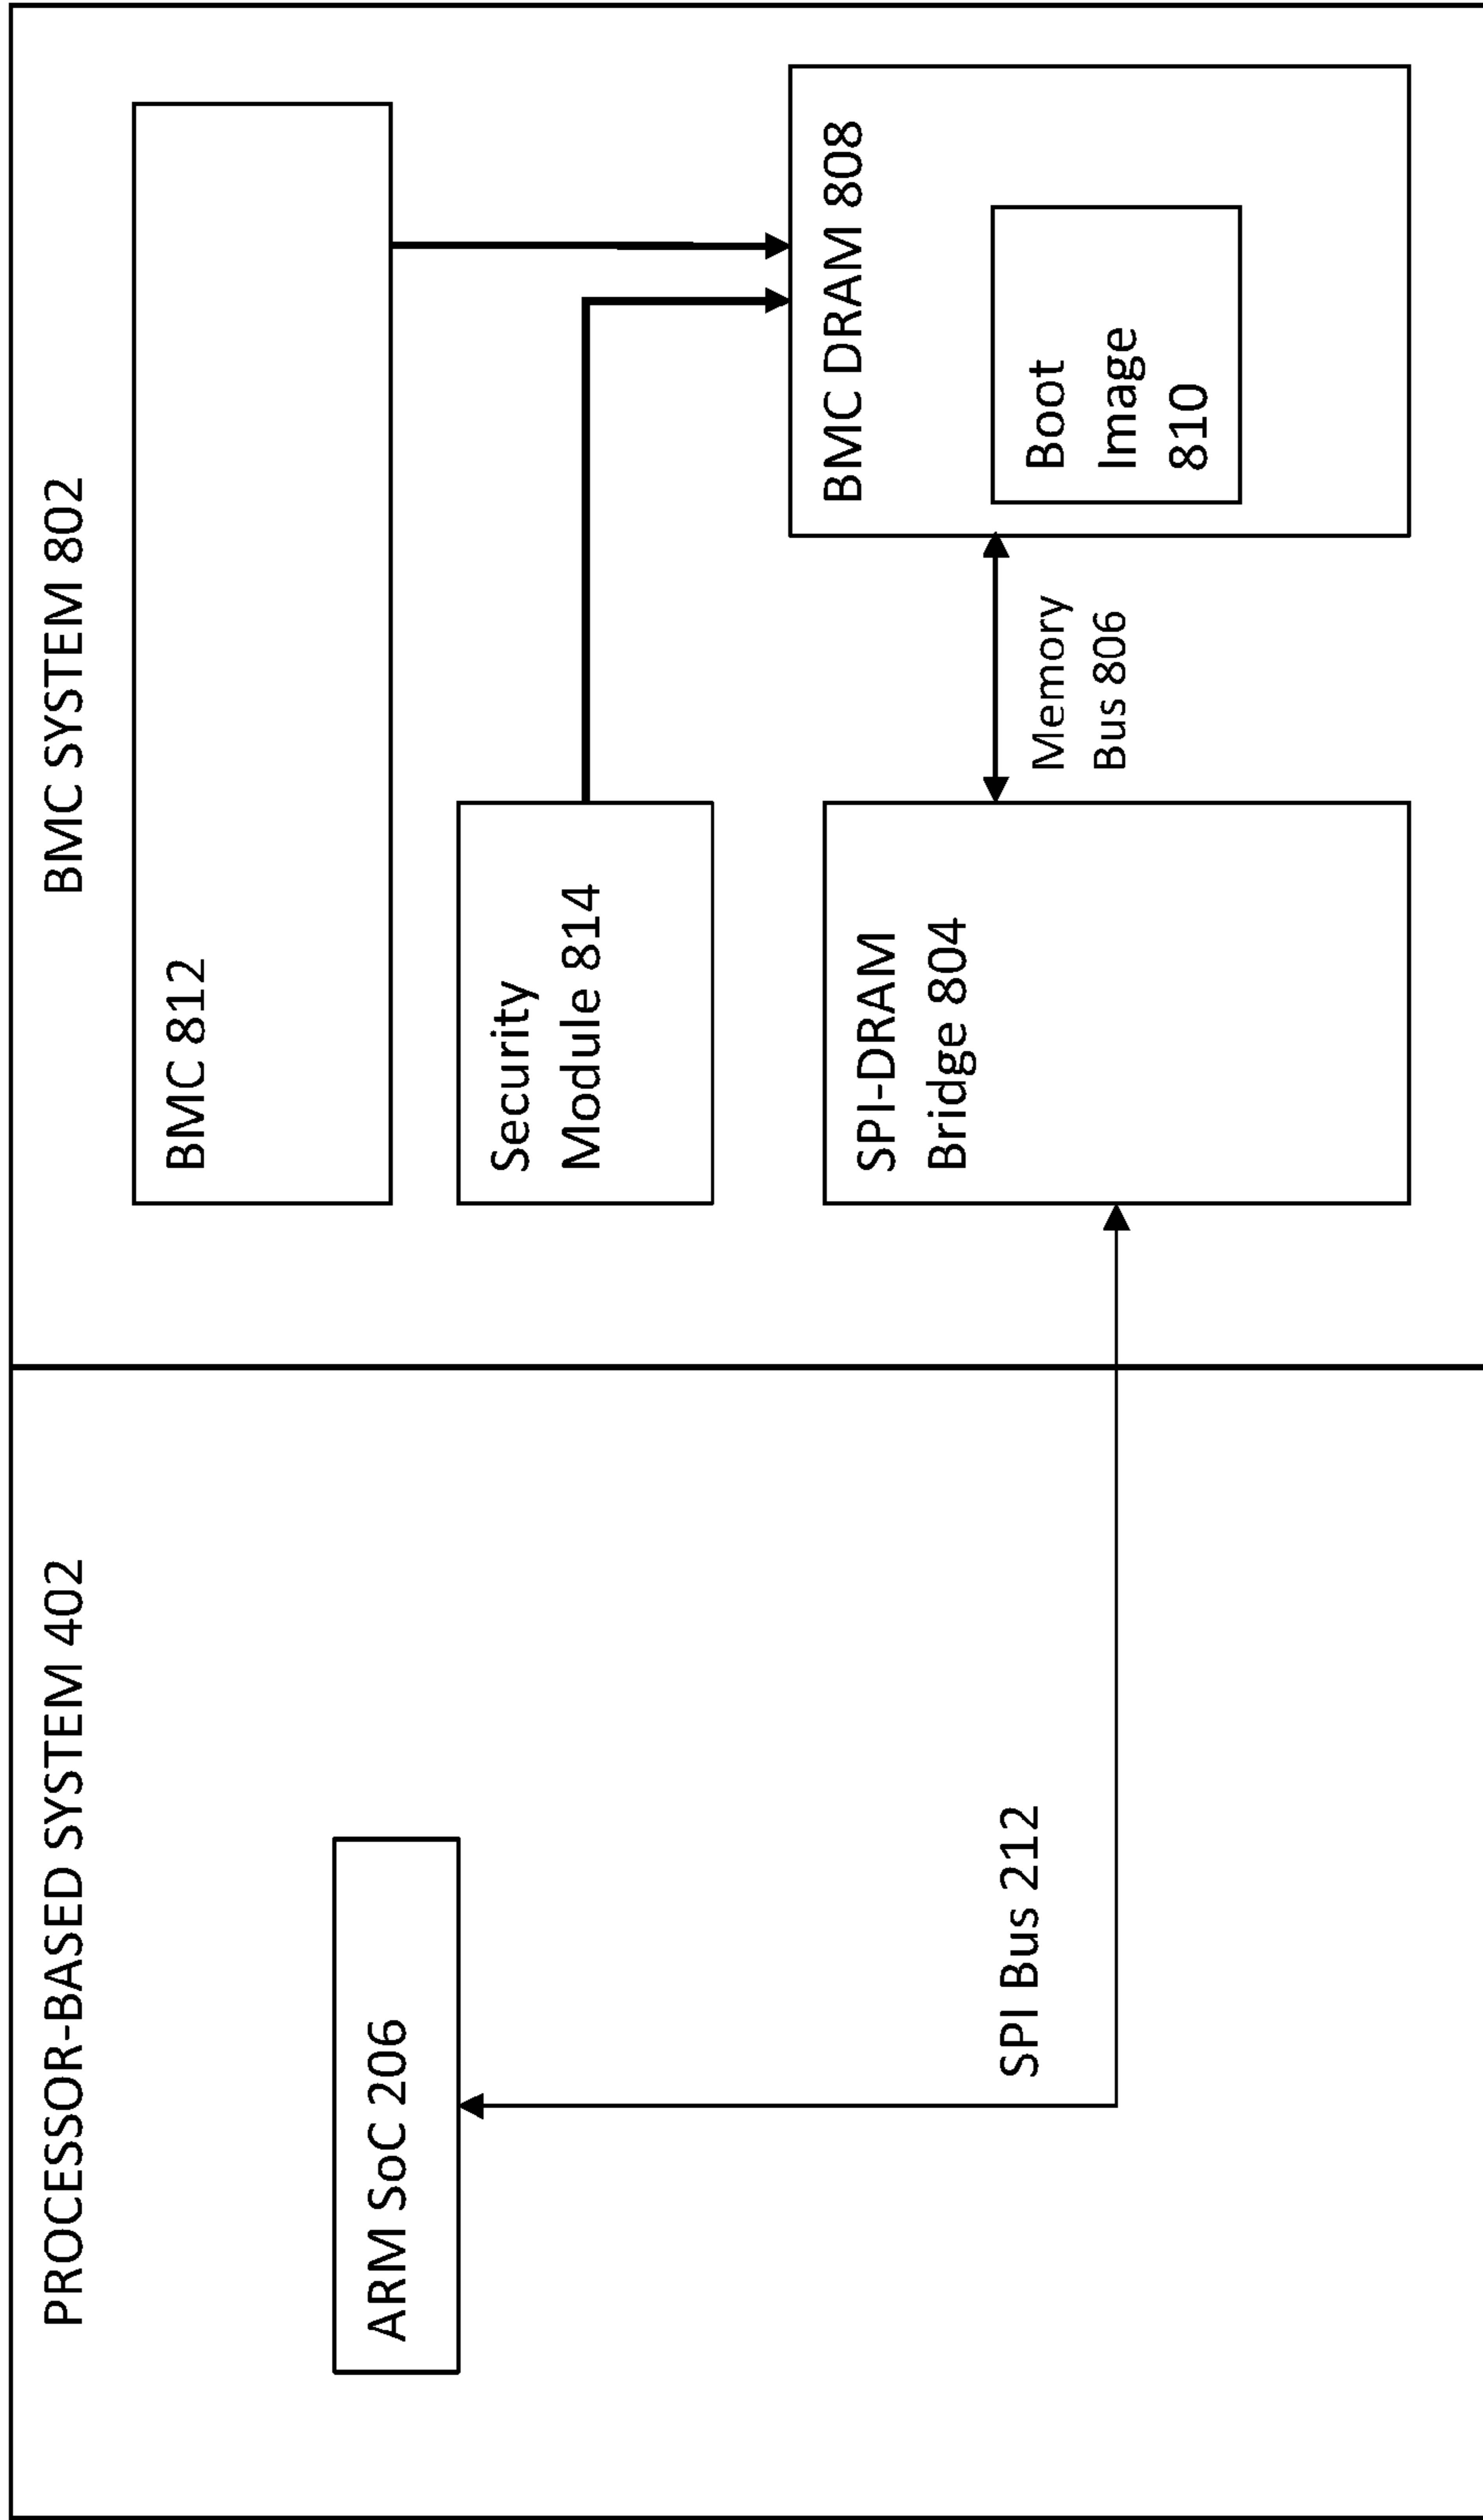 PROCESSOR-BASED SYSTEM 402
ARM SoC 206
SPI Bus 212
BMC SYSTEM 802
BMC 812
Security
Module 814
SPI-DRAM
Bridge 804
Memory
Bus 806
BMC DRAM 808
Boot
Image
810